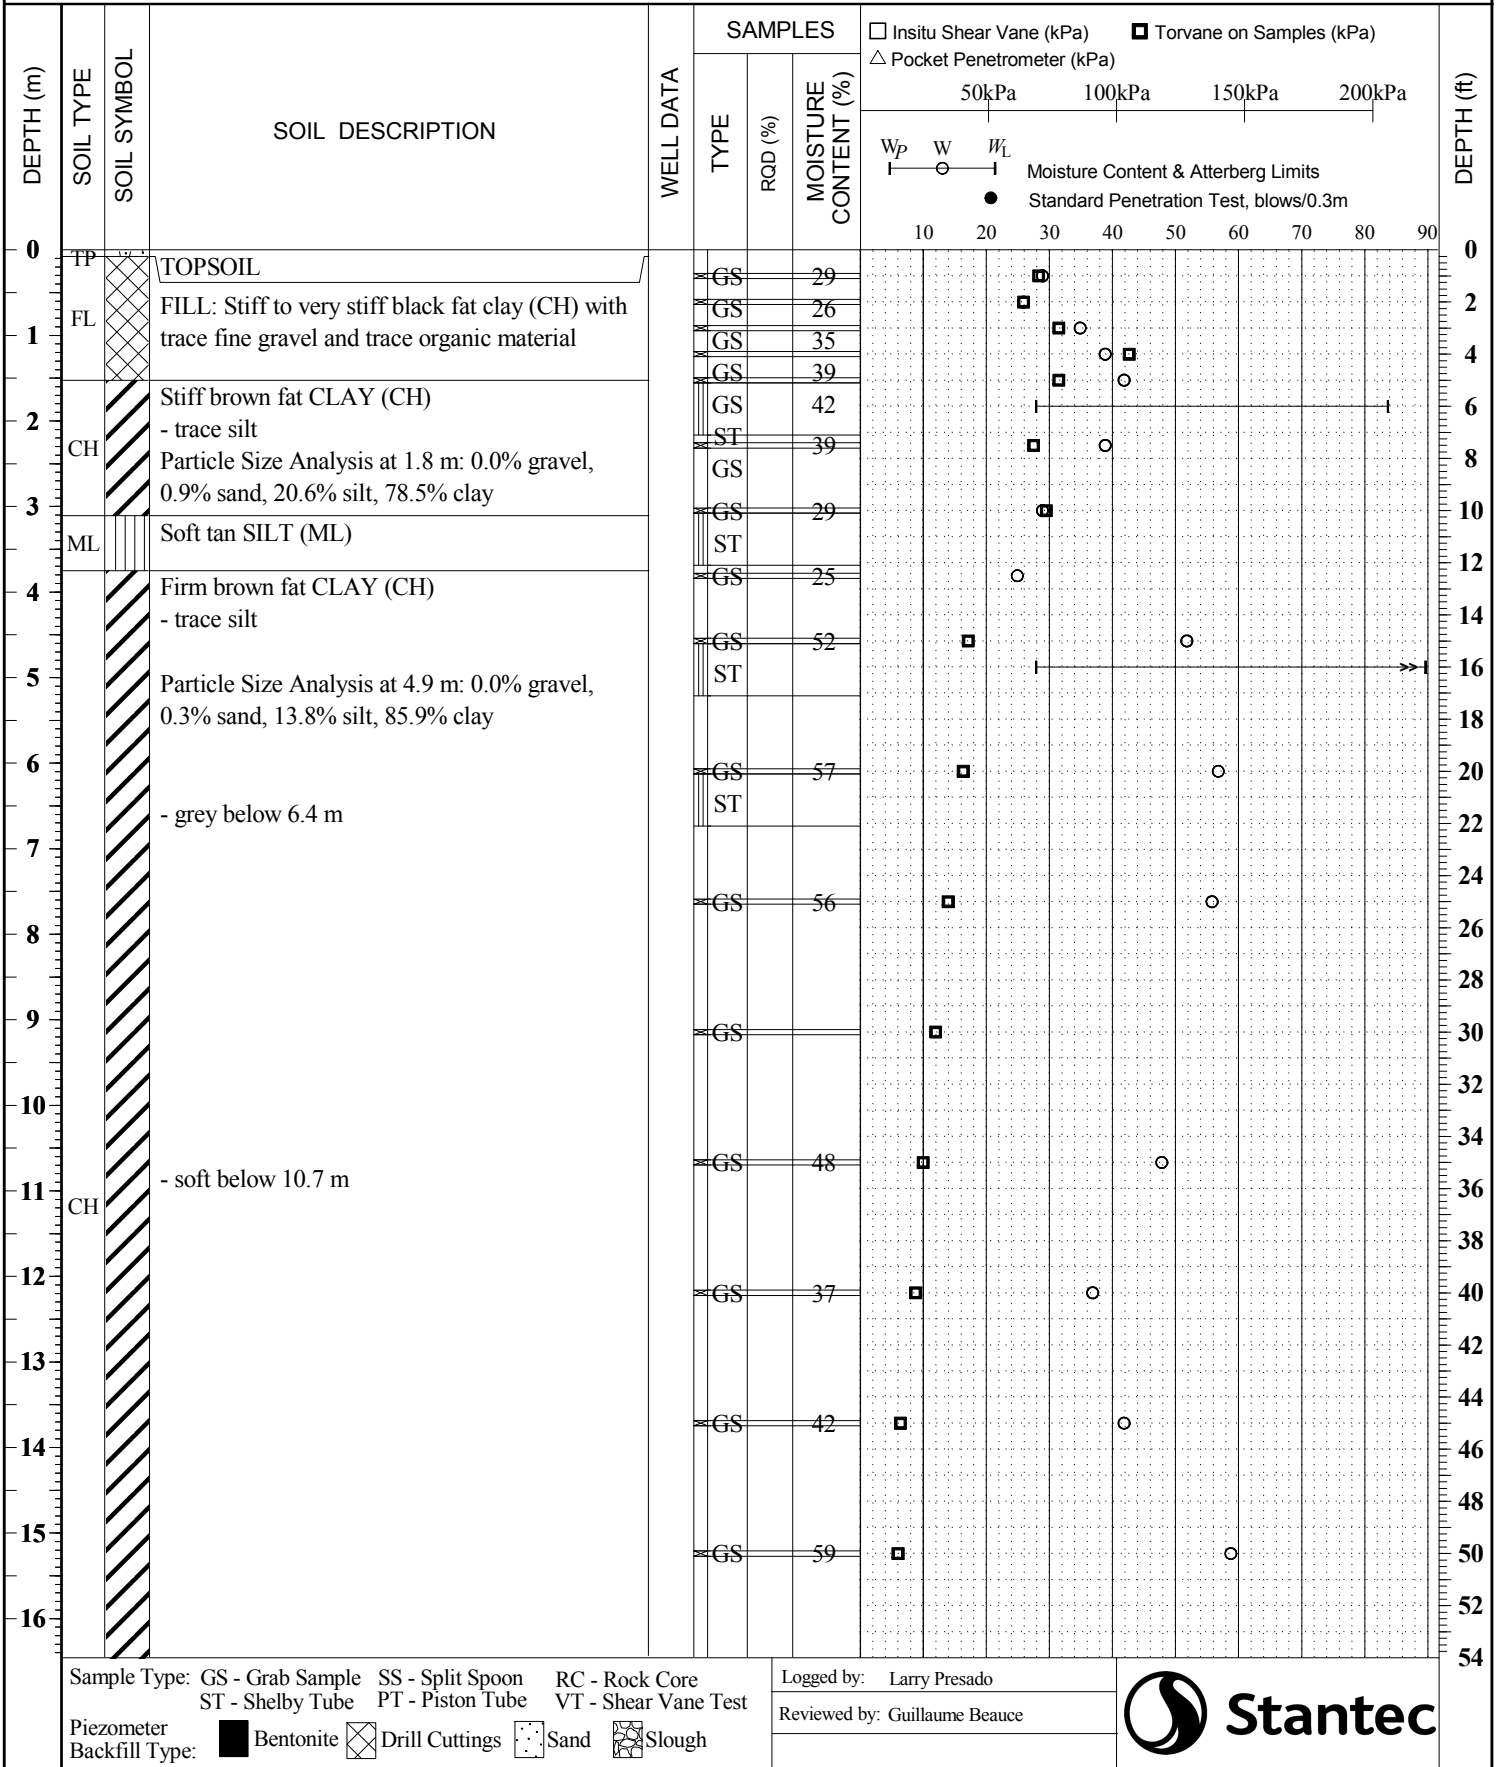 SAMPLES
□ Insitu Shear Vane (kPa) □ Torvane on Samples (kPa)
△ Pocket Penetrometer (kPa)
50kPa 100kPa 150kPa 200kPa
DEPTH (m)
SOIL TYPE
SOIL SYMBOL
SOIL DESCRIPTION
WELL DATA
TYPE
RQD (%)
MOISTURE CONTENT (%)
DEPTH (ft)
WP W WL
Moisture Content & Atterberg Limits
● Standard Penetration Test, blows/0.3m
10 20 30 40 50 60 70 80 90
0 TP TOPSOIL 0
GS 29
FL FILL: Stiff to very stiff black fat clay (CH) with
GS 26 2
1 trace fine gravel and trace organic material
GS 35
4
GS 39
Stiff brown fat CLAY (CH)
GS 42 6
2 - trace silt
ST
CH 39
Particle Size Analysis at 1.8 m: 0.0% gravel,
GS 8
0.9% sand, 20.6% silt, 78.5% clay
3 GS 29 10
ML Soft tan SILT (ML)
ST
12
GS 25
4 Firm brown fat CLAY (CH)
- trace silt
14
GS 52
ST 16
5 Particle Size Analysis at 4.9 m: 0.0% gravel,
0.3% sand, 13.8% silt, 85.9% clay
18
6 GS 57 20
ST
- grey below 6.4 m
22
7
24
GS 56
8 26
28
9 GS 30
32
10
34
GS 48
- soft below 10.7 m
11 36
CH
38
12 GS 37 40
13 42
44
GS 42
14 46
48
15 GS 59 50
16 52
54
Sample Type: GS - Grab Sample SS - Split Spoon RC - Rock Core
ST - Shelby Tube PT - Piston Tube VT - Shear Vane Test
Piezometer
Backfill Type:
Bentonite Drill Cuttings Sand Slough
Logged by: Larry Presado
Reviewed by: Guillaume Beauce
Stantec